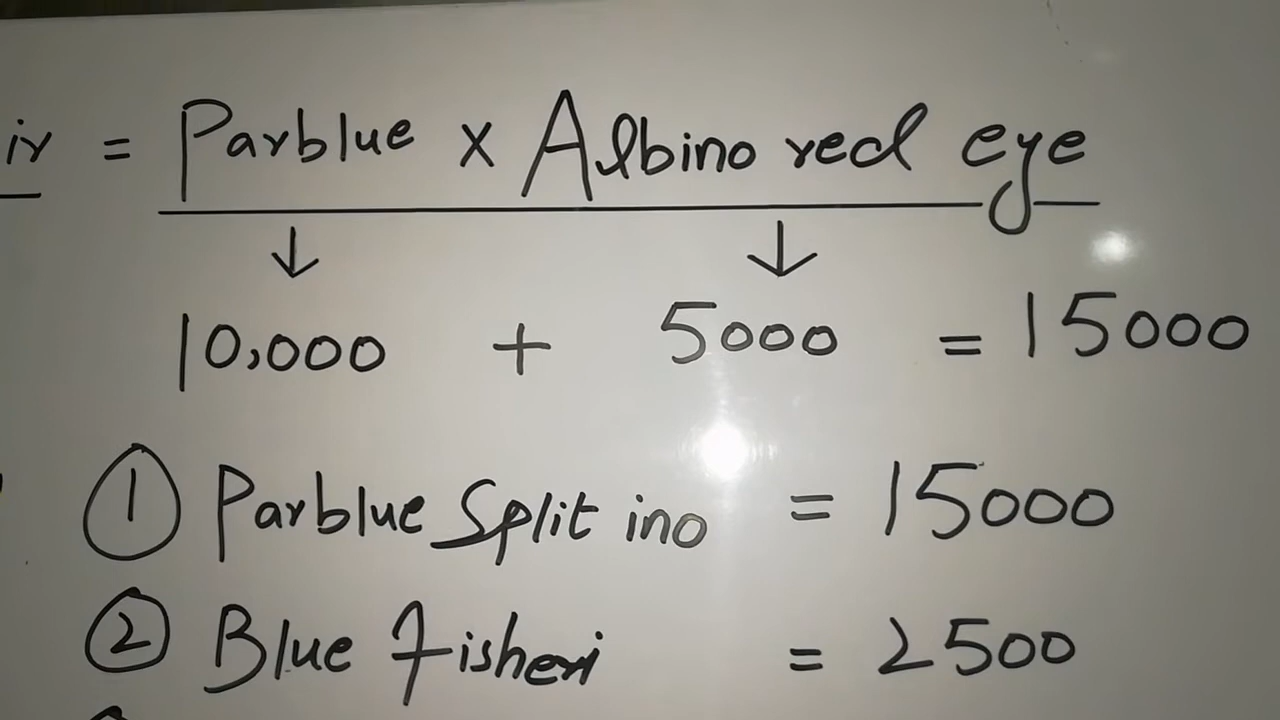 ir = Parblue x Albino red eye
↓ ↓
10,000 + 5000 = 15000
① Parblue Split ino = 15000
② Blue fisheri = 2500